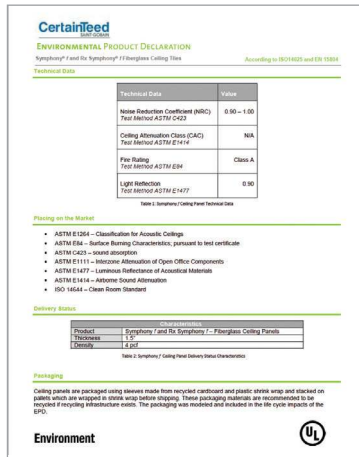 CertainTeed
SAINT-GOBAIN
ENVIRONMENTAL PRODUCT DECLARATION
Symphony® f and Rx Symphony® f Fiberglass Ceiling Tiles
According to ISO14025 and EN 15804
Technical Data
Technical Data Value
Noise Reduction Coefficient (NRC) 0.90 – 1.00
Test Method ASTM C423
Ceiling Attenuation Class (CAC) N/A
Test Method ASTM E1414
Fire Rating Class A
Test Method ASTM E84
Light Reflection 0.90
Test Method ASTM E1477
Table 1: Symphony f Ceiling Panel Technical Data
Placing on the Market
• ASTM E1264 – Classification for Acoustic Ceilings
• ASTM E84 – Surface Burning Characteristics, pursuant to test certificate
• ASTM C423 – sound absorption
• ASTM E1111 – Interzone Attenuation of Open Office Components
• ASTM E1477 – Luminous Reflectance of Acoustical Materials
• ASTM E1414 – Airborne Sound Attenuation
• ISO 14644 – Clean Room Standard
Delivery Status
Characteristics
Product Symphony f and Rx Symphony f – Fiberglass Ceiling Panels
Thickness 1.5"
Density 4 pcf
Table 2: Symphony f Ceiling Panel Delivery Status Characteristics
Packaging
Ceiling panels are packaged using sleeves made from recycled cardboard and plastic shrink wrap and stacked on
pallets which are wrapped in shrink wrap before shipping. These packaging materials are recommended to be
recycled if recycling infrastructure exists. The packaging was modeled and included in the life cycle impacts of the
EPD.
Environment
UL